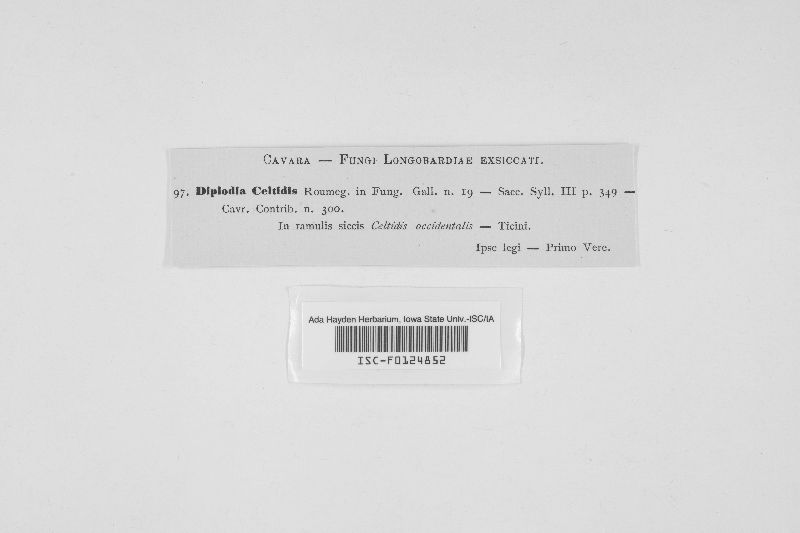 Cavara — Fungi Longobardiae exsiccati.
97. Diplodia Celtidis Roumeg. in Fung. Gall. n. 19 — Sacc. Syll. III p. 349 —
Cavr. Contrib. n. 300.
In ramulis siccis Celtidis occidentalis — Ticini.
Ipse legi — Primo Vere.
Ada Hayden Herbarium, Iowa State Univ.-ISC/IA
ISC-F0124852